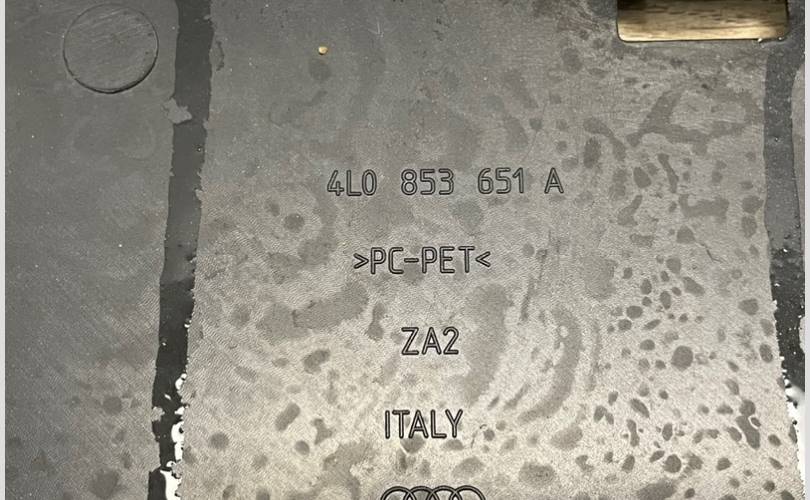 4L0 853 651 A
>PC-PET<
ZA2
ITALY